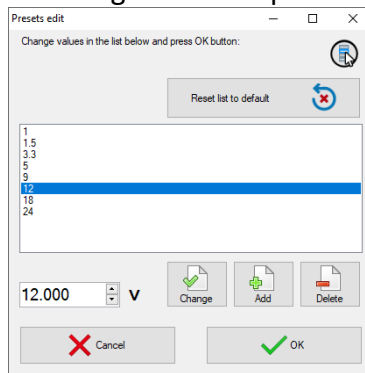 Presets edit
Change values in the list below and press OK button:
Reset list to default
1
1.5
3.3
5
9
12
18
24
12.000 V
Change Add Delete
Cancel OK